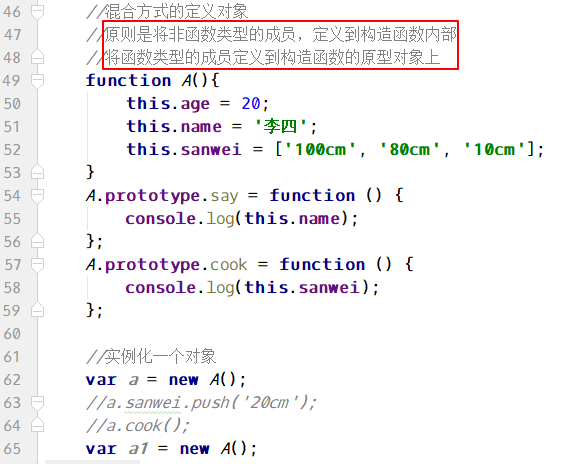 46 //混合方式的定义对象
47 //原则是将非函数类型的成员，定义到构造函数内部
48 //将函数类型的成员定义到构造函数的原型对象上
49 function A(){
50 this.age = 20;
51 this.name = '李四';
52 this.sanwei = ['100cm', '80cm', '10cm'];
53 }
54 A.prototype.say = function () {
55 console.log(this.name);
56 };
57 A.prototype.cook = function () {
58 console.log(this.sanwei);
59 };
60
61 //实例化一个对象
62 var a = new A();
63 //a.sanwei.push('20cm');
64 //a.cook();
65 var a1 = new A();